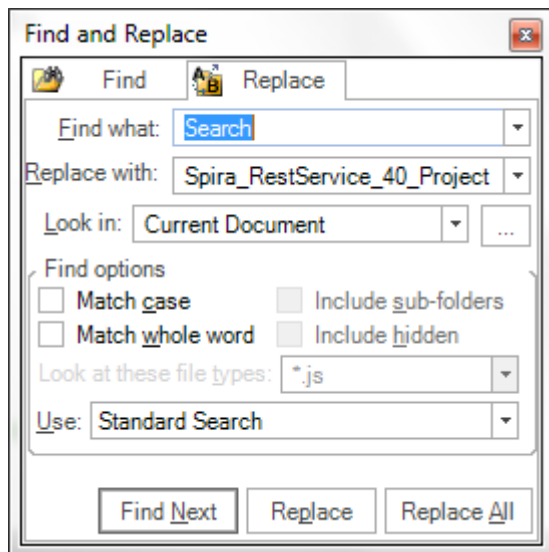 Find and Replace
Find Replace
Find what: Search
Replace with: Spira_RestService_40_Project
Look in: Current Document ...
Find options
Match case Include sub-folders
Match whole word Include hidden
Look at these file types: *.js
Use: Standard Search
Find Next Replace Replace All